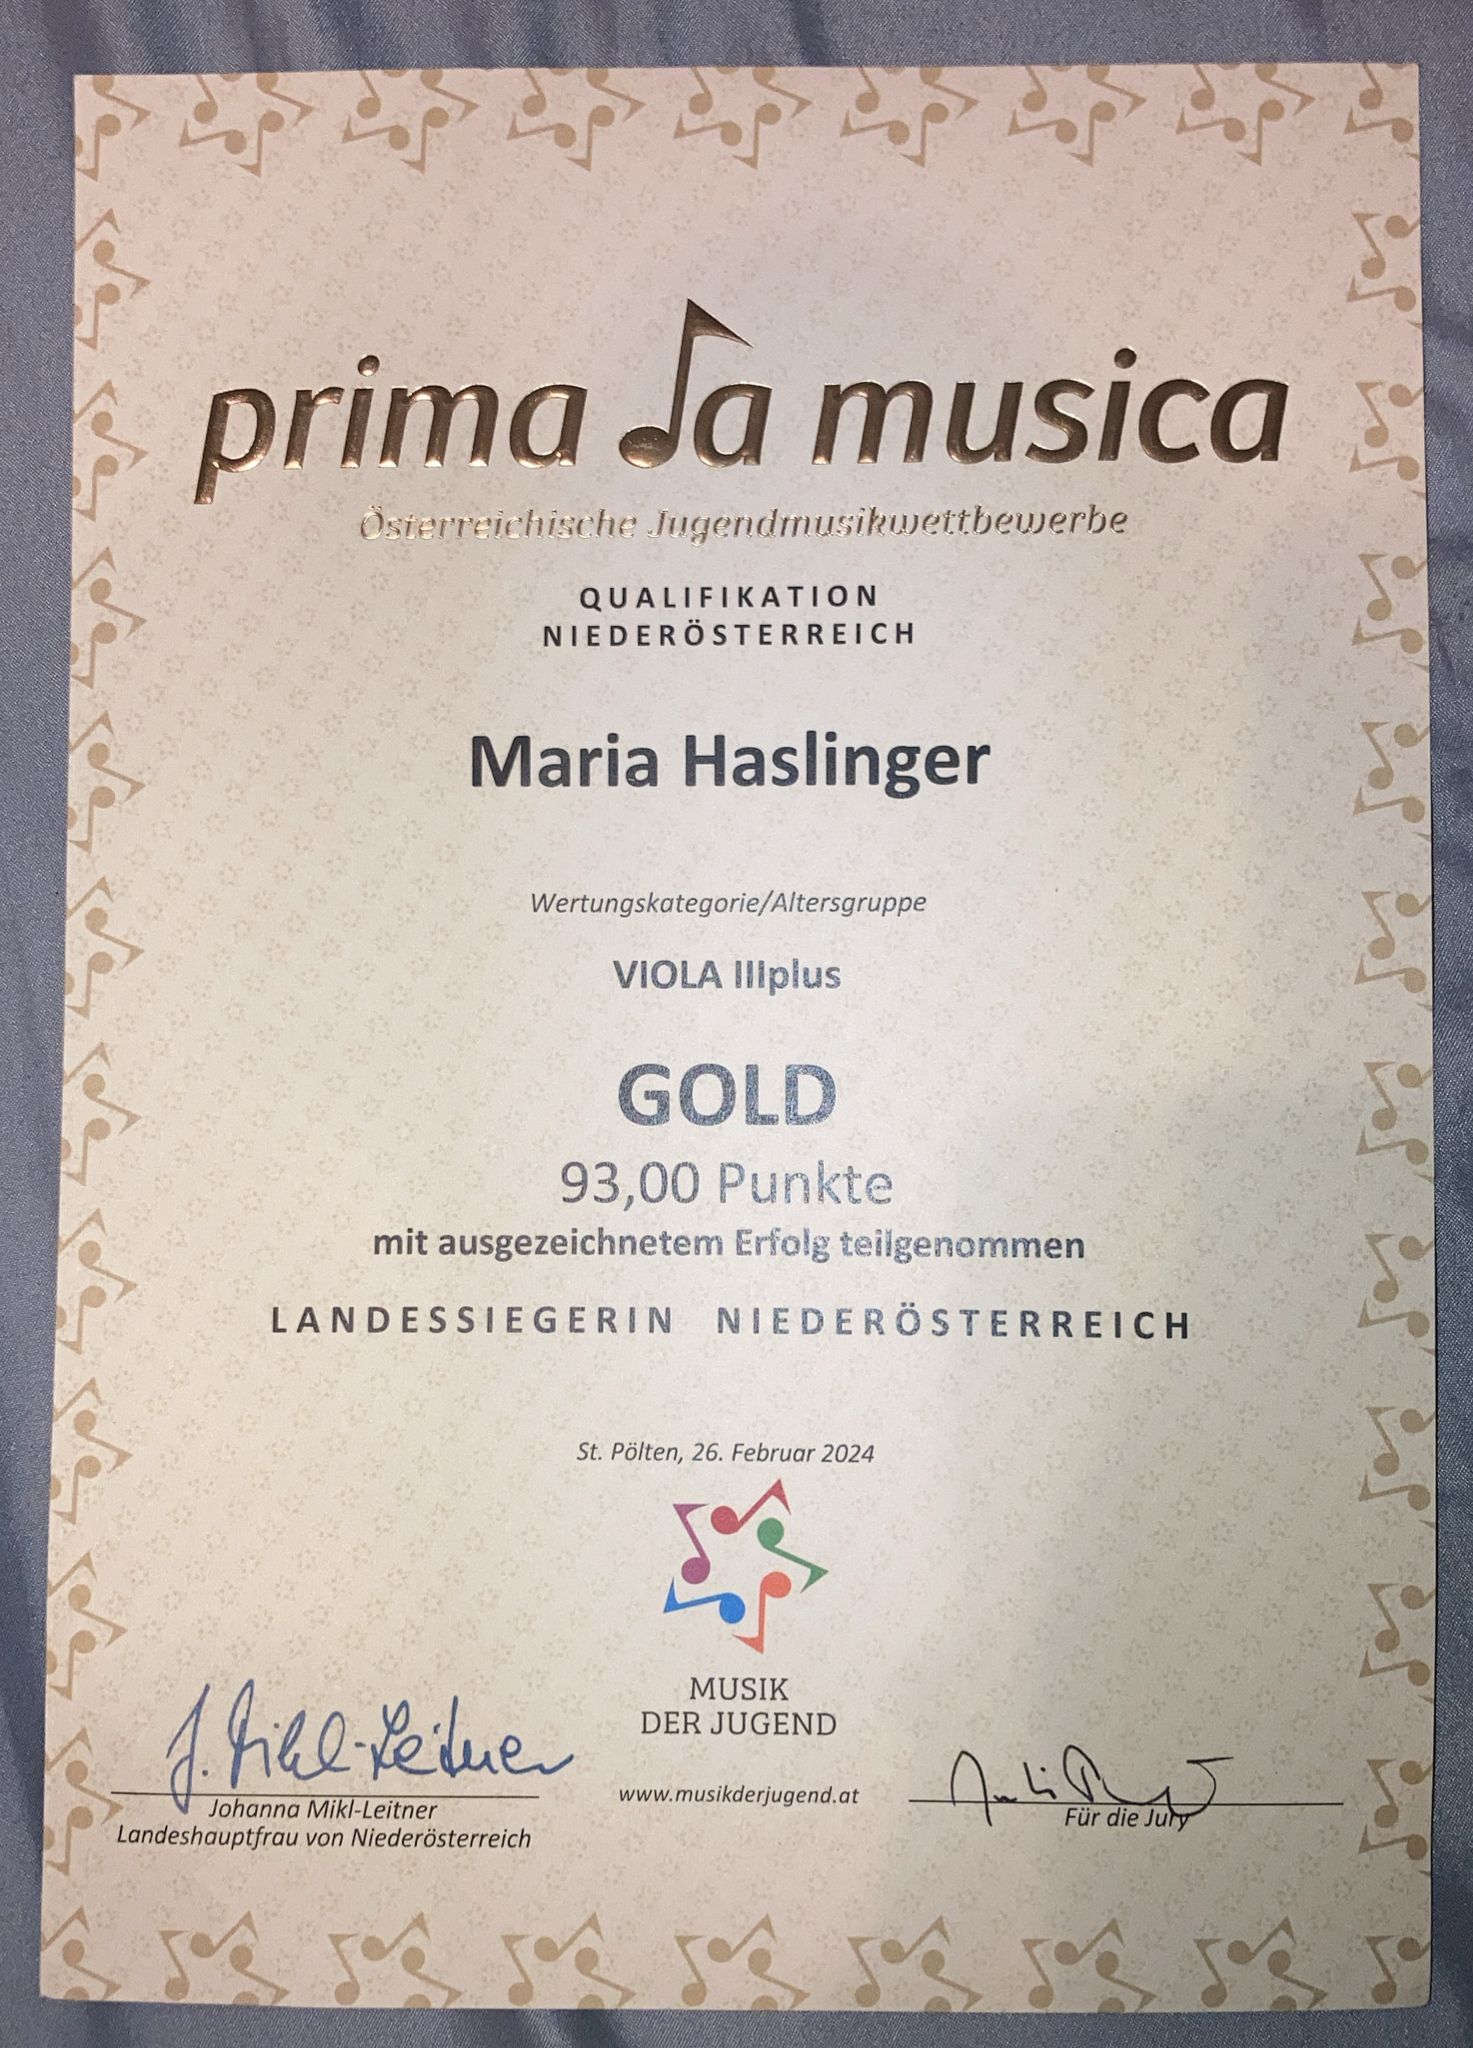 prima la musica
Österreichische Jugendmusikwettbewerbe
QUALIFIKATION
NIEDERÖSTERREICH
Maria Haslinger
Wertungskategorie/Altersgruppe
VIOLA IIIplus
GOLD
93,00 Punkte
mit ausgezeichnetem Erfolg teilgenommen
LANDESSIEGERIN NIEDERÖSTERREICH
St. Pölten, 26. Februar 2024
MUSIK
DER JUGEND
www.musikderjugend.at
J. Mikl-Leitner
Johanna Mikl-Leitner
Landeshauptfrau von Niederösterreich
Für die Jury